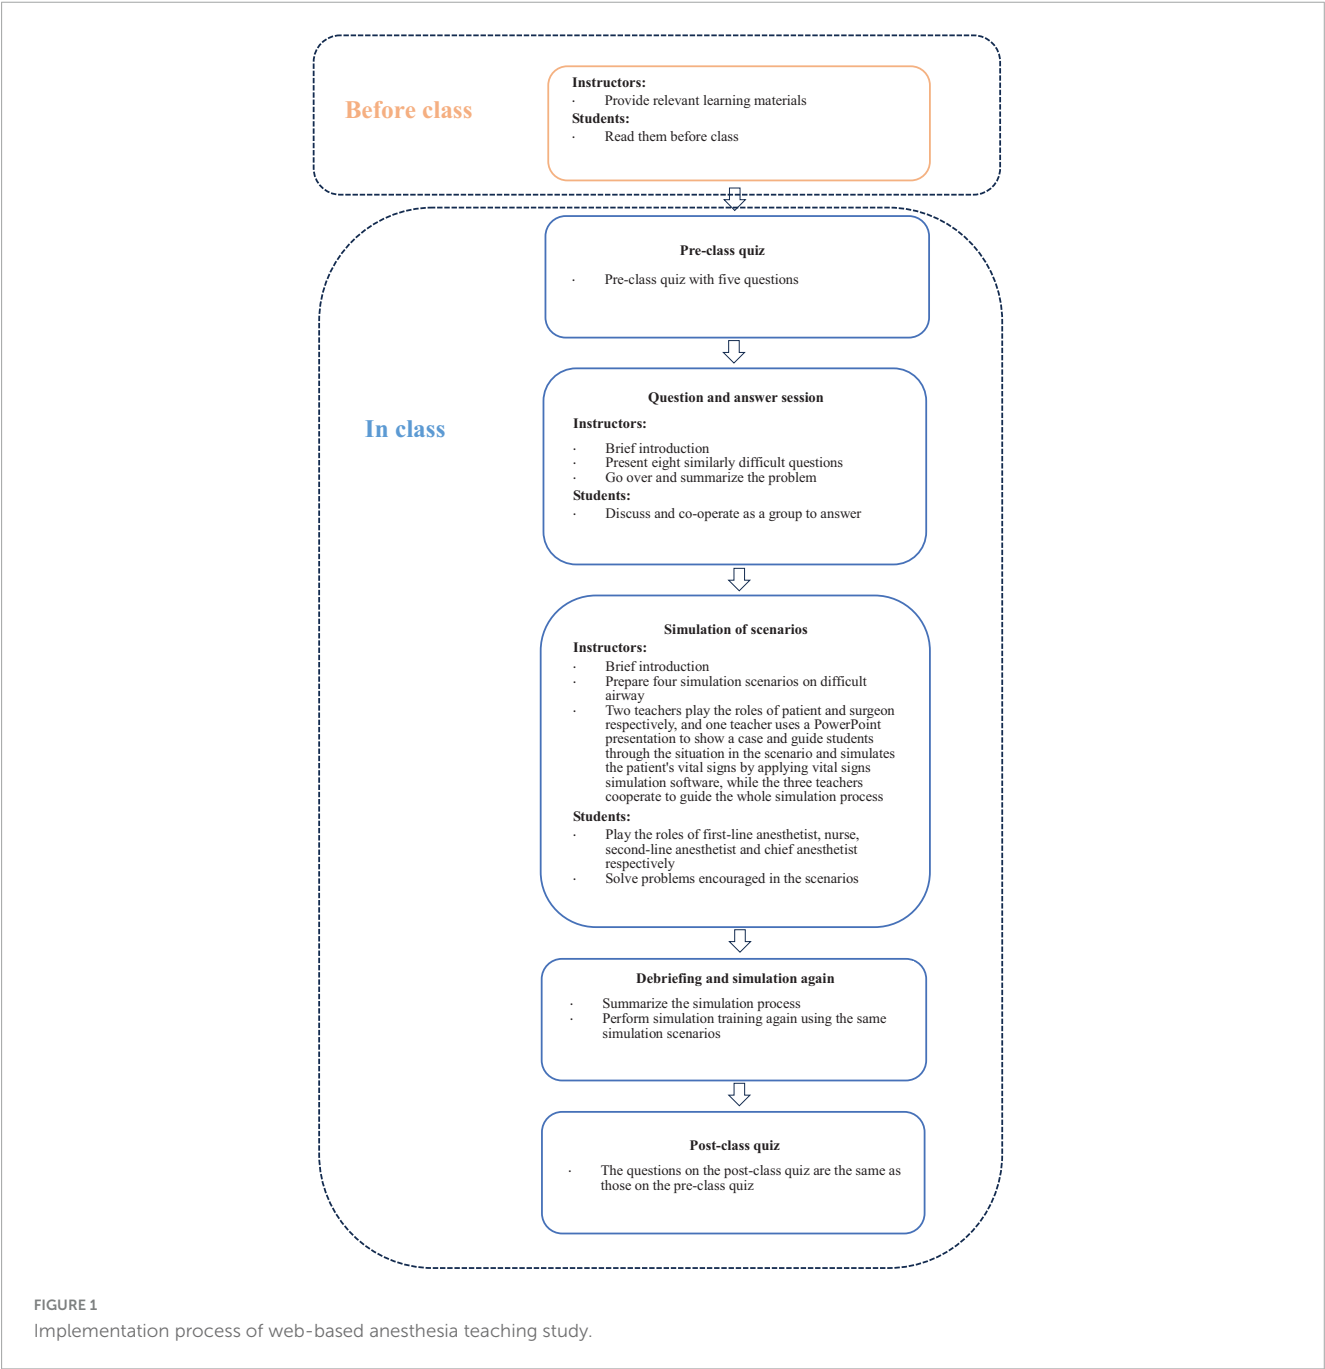 Before class
Instructors:
· Provide relevant learning materials
Students:
· Read them before class
In class
Pre-class quiz
· Pre-class quiz with five questions
Question and answer session
Instructors:
· Brief introduction
· Present eight similarly difficult questions
· Go over and summarize the problem
Students:
· Discuss and co-operate as a group to answer
Simulation of scenarios
Instructors:
· Brief introduction
· Prepare four simulation scenarios on difficult
airway
· Two teachers play the roles of patient and surgeon
respectively, and one teacher uses a PowerPoint
presentation to show a case and guide students
through the situation in the scenario and simulates
the patient's vital signs by applying vital signs
simulation software, while the three teachers
cooperate to guide the whole simulation process
Students:
· Play the roles of first-line anesthetist, nurse,
second-line anesthetist and chief anesthetist
respectively
· Solve problems encouraged in the scenarios
Debriefing and simulation again
· Summarize the simulation process
· Perform simulation training again using the same
simulation scenarios
Post-class quiz
· The questions on the post-class quiz are the same as
those on the pre-class quiz
FIGURE 1
Implementation process of web-based anesthesia teaching study.